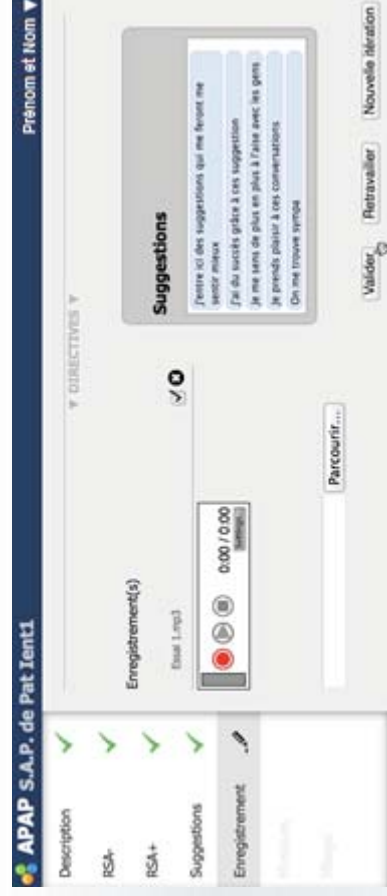 APAP S.A.P. de Pat Ient1
Prénom et Nom ▼
Description
RSA-
RSA+
Suggestions
Enregistrement
▼ DIRECTIVES ▼
Enregistrement(s)
Essai 1.mp3
0:00 / 0:00
Settings...
Parcourir...
Suggestions
J'entre ici des suggestions qui me feront me
sentir mieux
J'ai du succès grâce à ces suggestion
Je me sens de plus en plus à l'aise avec les gens
Je prends plaisir à ces conversations
On me trouve sympa
Valider
Retravailler
Nouvelle itération